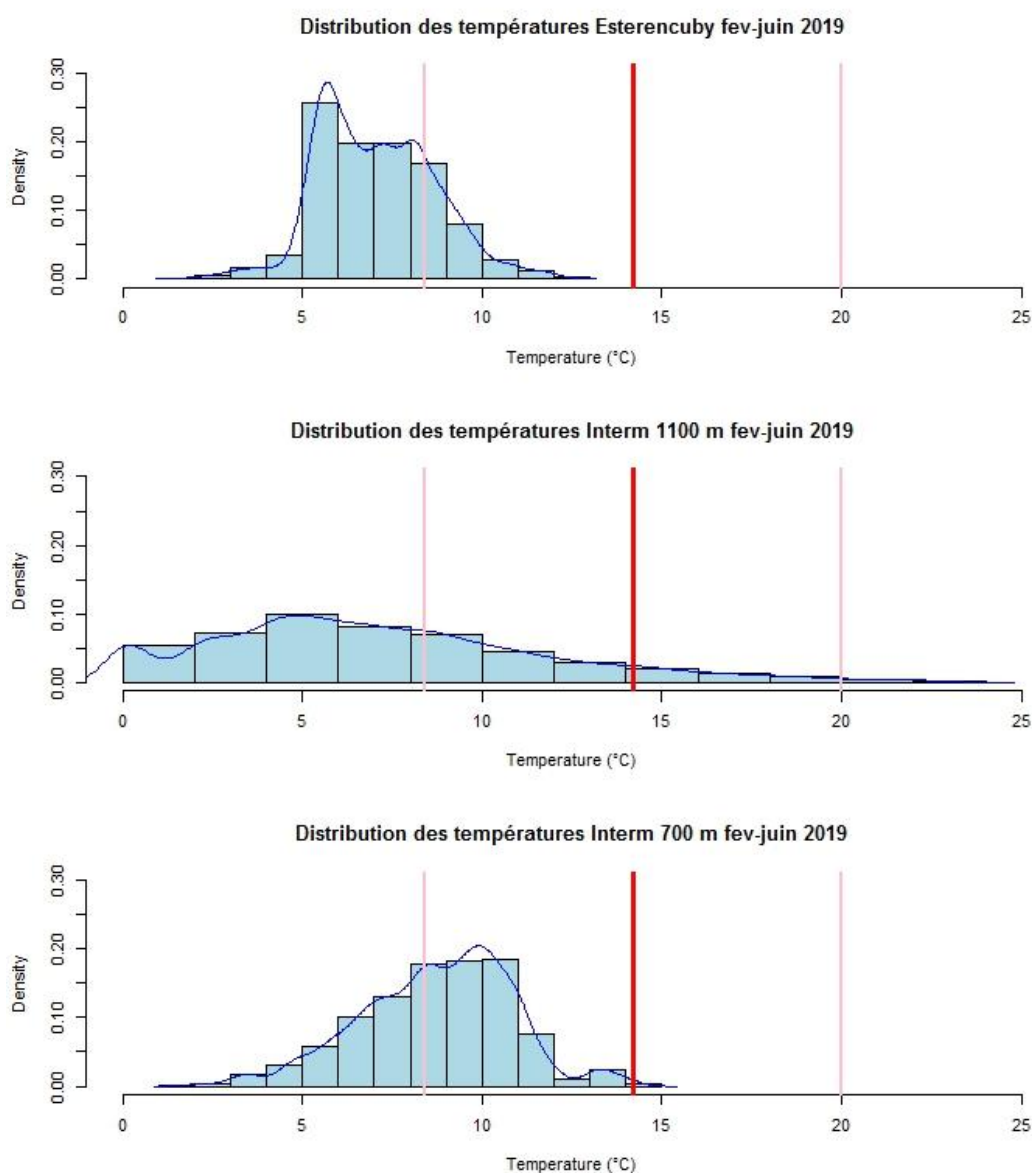 Distribution des températures Esterencuby fev-juin 2019
Density
0.00 0.10 0.20 0.30
0 5 10 15 20 25
Temperature (°C)
Distribution des températures Interm 1100 m fev-juin 2019
Density
0.00 0.10 0.20 0.30
0 5 10 15 20 25
Temperature (°C)
Distribution des températures Interm 700 m fev-juin 2019
Density
0.00 0.10 0.20 0.30
0 5 10 15 20 25
Temperature (°C)